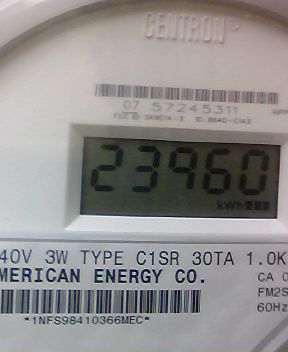 CENTRON®
07 57245311
23960
kWh
40V 3W TYPE C1SR 30TA 1.0K
MERICAN ENERGY CO.
CA 0
FM2S
60Hz
*1NFS98410366MEC*